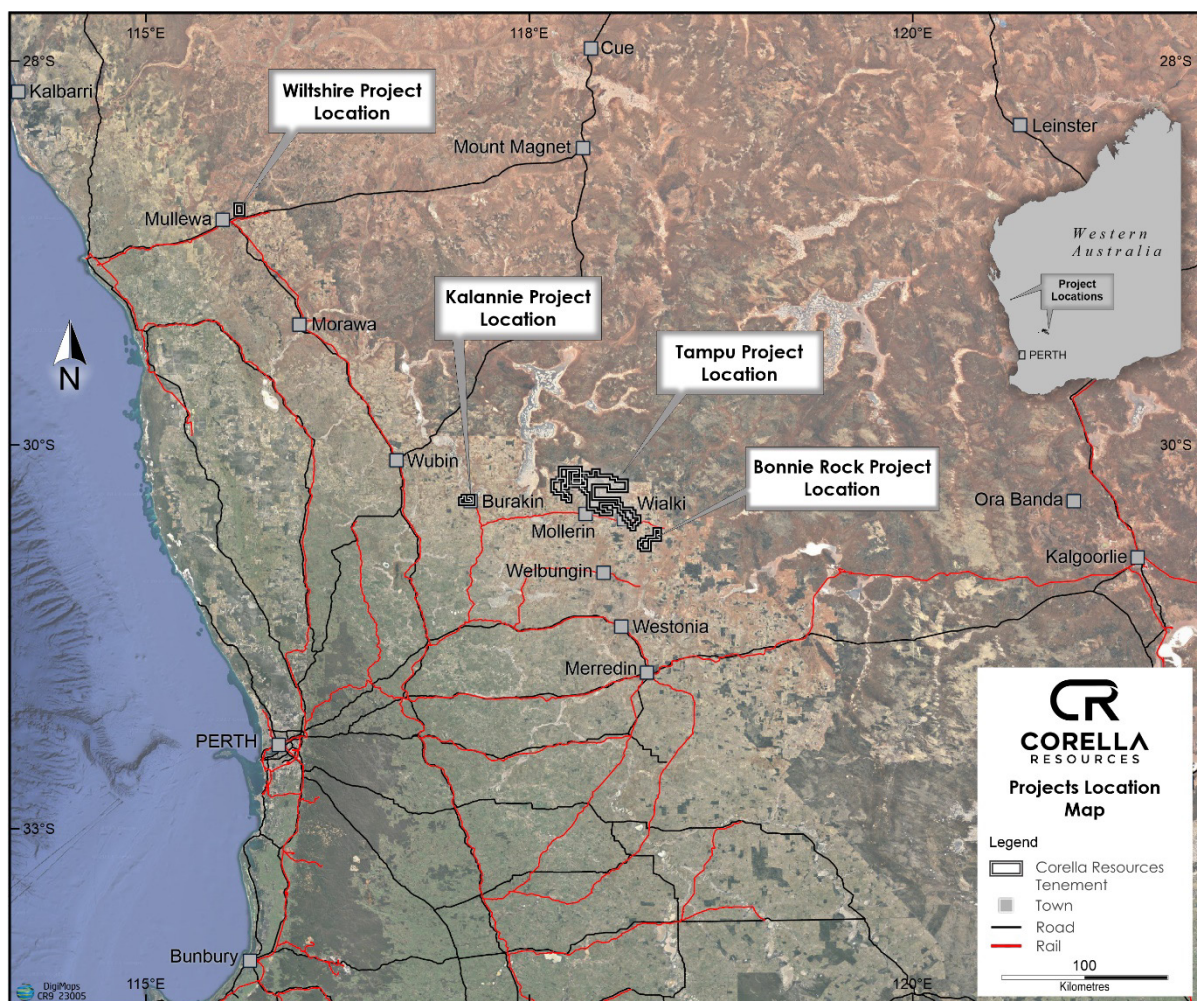 115°E
118°E
120°E
28°S
28°S
Cue
Kalbarri
Wiltshire Project
Location
Leinster
Mount Magnet
Mullewa
Western
Australia
Project
Locations
PERTH
Kalannie Project
Location
Morawa
Tampu Project
Location
N
30°S
30°S
Wubin
Bonnie Rock Project
Location
Burakin
Wialki
Ora Banda
Mollerin
Kalgoorlie
Welbungin
Westonia
Merredin
PERTH
CR
CORELLA
RESOURCES
Projects Location
Map
33°S
Legend
Corella Resources
Tenement
Town
Road
Rail
100
Kilometres
Bunbury
DigiMaps
CR9_23005
115°E
120°E